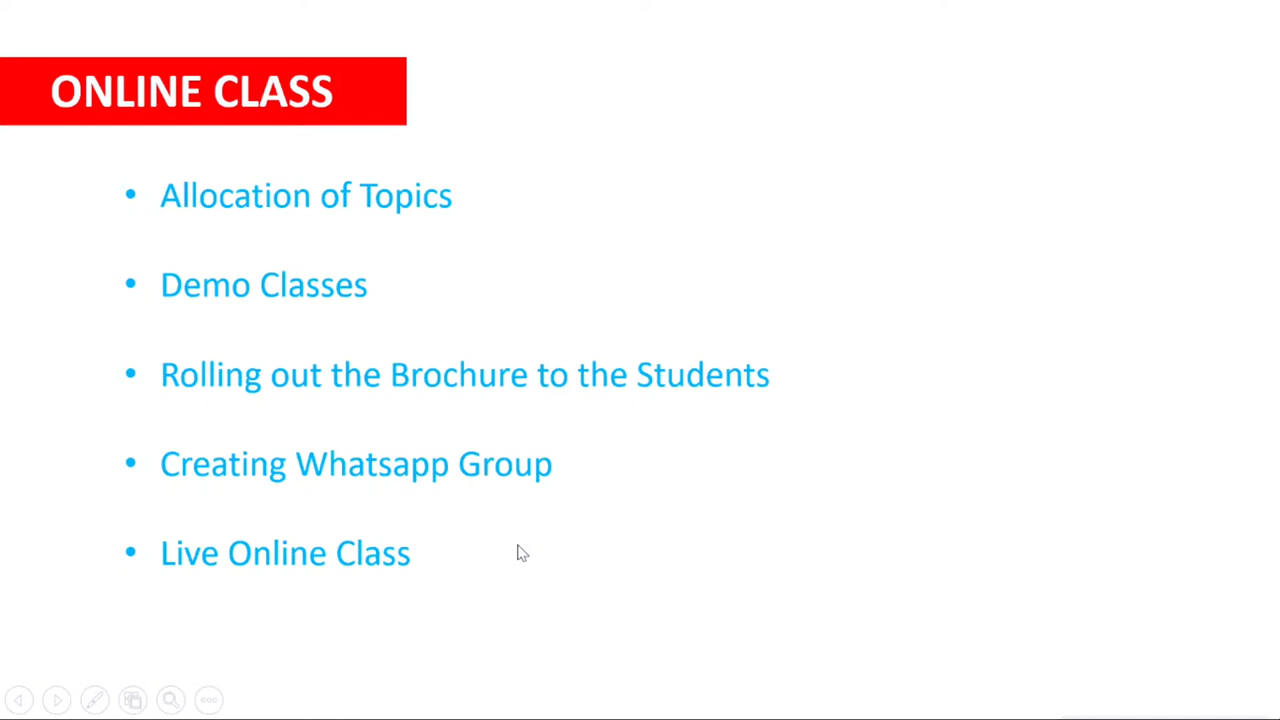 ONLINE CLASS
• Allocation of Topics
• Demo Classes
• Rolling out the Brochure to the Students
• Creating Whatsapp Group
• Live Online Class